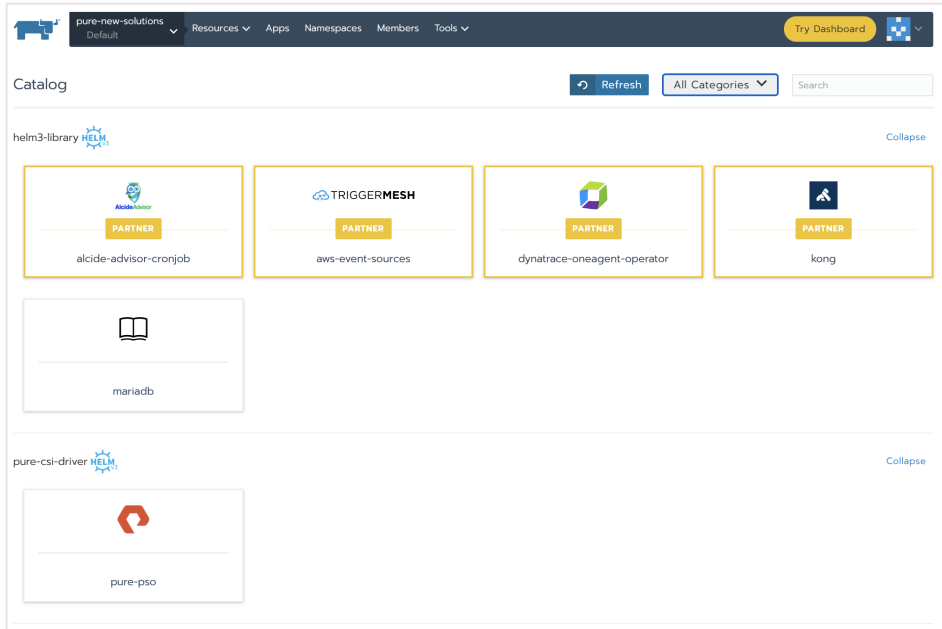 pure-new-solutions
Default
Resources
Apps
Namespaces
Members
Tools
Try Dashboard
Catalog
Refresh
All Categories
Search
helm3-library HELM V3
Collapse
AlcideAdvisor
PARTNER
alcide-advisor-cronjob
TRIGGERMESH
PARTNER
aws-event-sources
PARTNER
dynatrace-oneagent-operator
PARTNER
kong
mariadb
pure-csi-driver HELM V3
Collapse
pure-pso